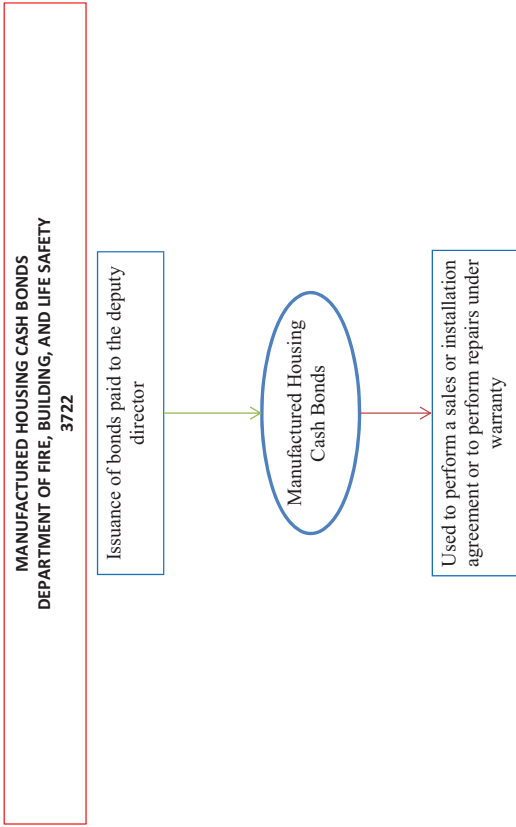 MANUFACTURED HOUSING CASH BONDS
DEPARTMENT OF FIRE, BUILDING, AND LIFE SAFETY
3722
Issuance of bonds paid to the deputy
director
Manufactured Housing
Cash Bonds
Used to perform a sales or installation
agreement or to perform repairs under
warranty